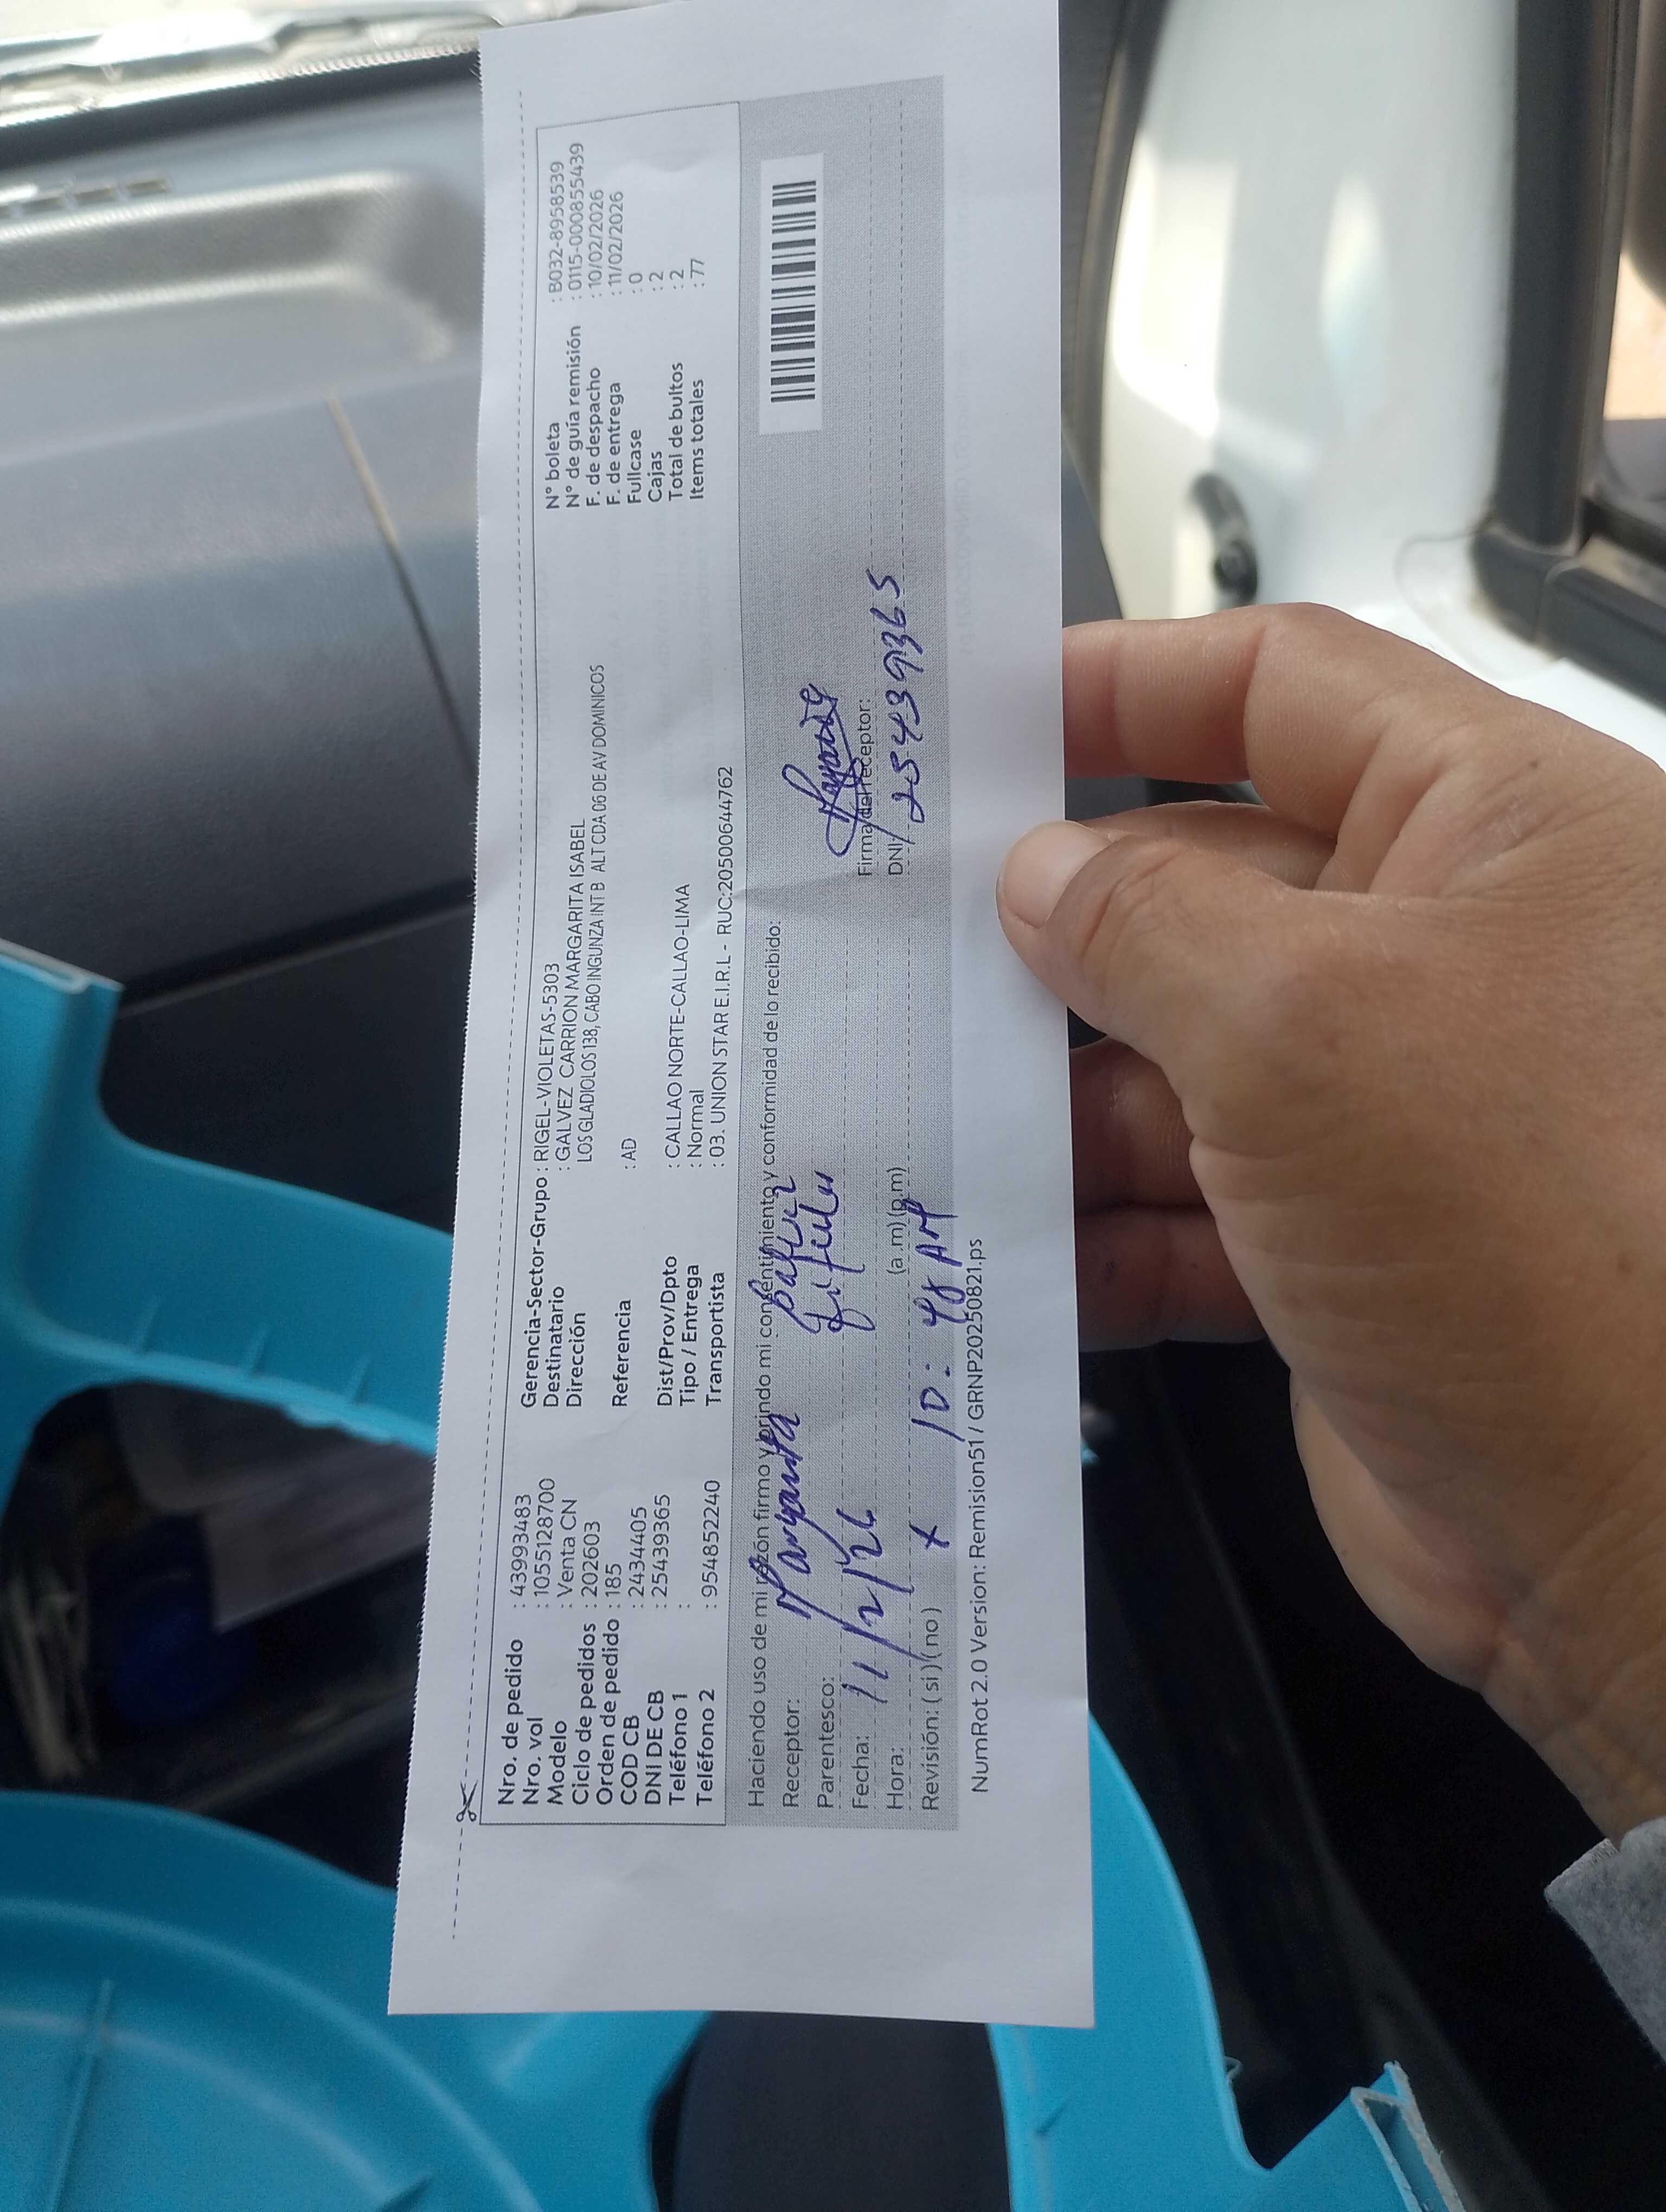 Nro. de pedido : 43993483
Nro. vol : 1055128700
Modelo : Venta CN
Ciclo de pedidos : 202603
Orden de pedido : 185
COD CB : 2434405
DNI DE CB : 25439365
Teléfono 1 :
Teléfono 2 : 954852240
Gerencia-Sector-Grupo : RIGEL-VIOLETAS-5303
Destinatario : GALVEZ CARRION MARGARITA ISABEL
Dirección LOS GLADIOLOS 138, CABO INGUNZA INT B ALT CDA 06 DE AV DOMINICOS
Referencia : AD
Dist/Prov/Dpto : CALLAO NORTE-CALLAO-LIMA
Tipo / Entrega : Normal
Transportista : 03. UNION STAR E.I.R.L - RUC:20500644762
N° boleta : B032-8958539
N° de guía remisión : 0115-0000855439
F. de despacho : 10/02/2026
F. de entrega : 11/02/2026
Fullcase : 0
Cajas : 2
Total de bultos : 2
Items totales : 77
Haciendo uso de mi razón firmo y brindo mi consentimiento y conformidad de lo recibido:
Receptor: Margarita Galvez
Parentesco:
Fecha: 11/2/26
Hora: (a.m)(p.m)
Revisión: (si)(no) x 10:
Firma del receptor:
DNI: 25439365
NumRot 2.0 Version: Remision51 / GRNP20250821.ps